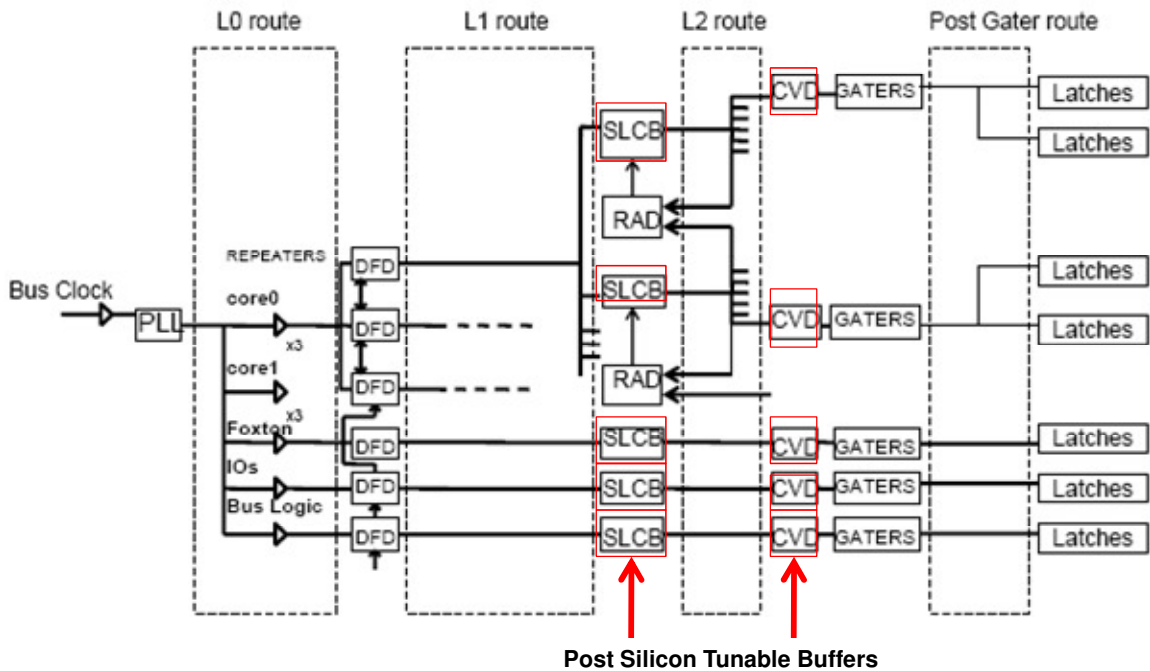 L0 route
L1 route
L2 route
Post Gater route
CVD
GATERS
Latches
SLCB
Latches
RAD
REPEATERS
DFD
Latches
Bus Clock
core0
SLCB
PLL
DFD
CVD
GATERS
Latches
x3
core1
DFD
RAD
x3
Foxton
DFD
SLCB
CVD
GATERS
Latches
IOs
DFD
SLCB
CVD
GATERS
Latches
Bus Logic
DFD
SLCB
CVD
GATERS
Latches
Post Silicon Tunable Buffers